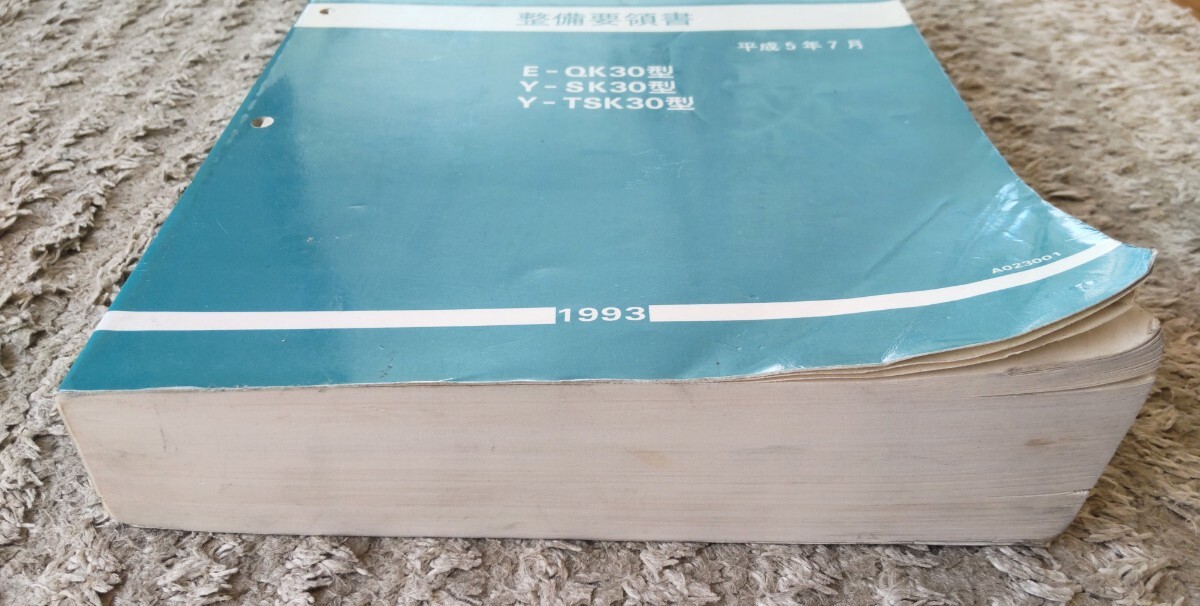 整備要領書
平成5年7月
E-QK30型
Y-SK30型
Y-TSK30型
A023001
1993